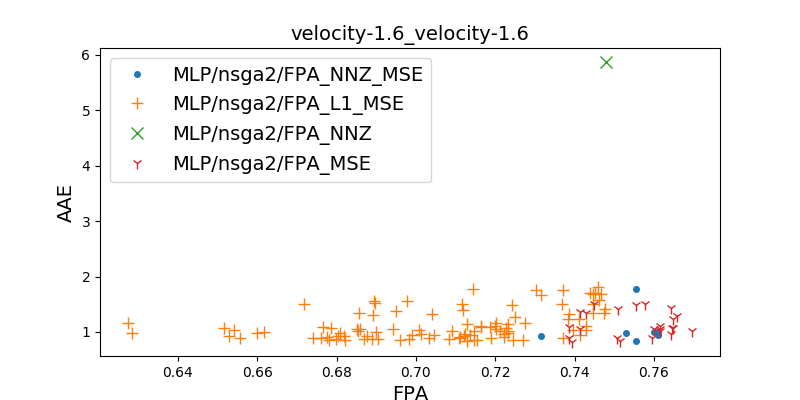 velocity-1.6_velocity-1.6
MLP/nsga2/FPA_NNZ_MSE
MLP/nsga2/FPA_L1_MSE
MLP/nsga2/FPA_NNZ
MLP/nsga2/FPA_MSE
AAE
6
5
4
3
2
1
0.64 0.66 0.68 0.70 0.72 0.74 0.76
FPA